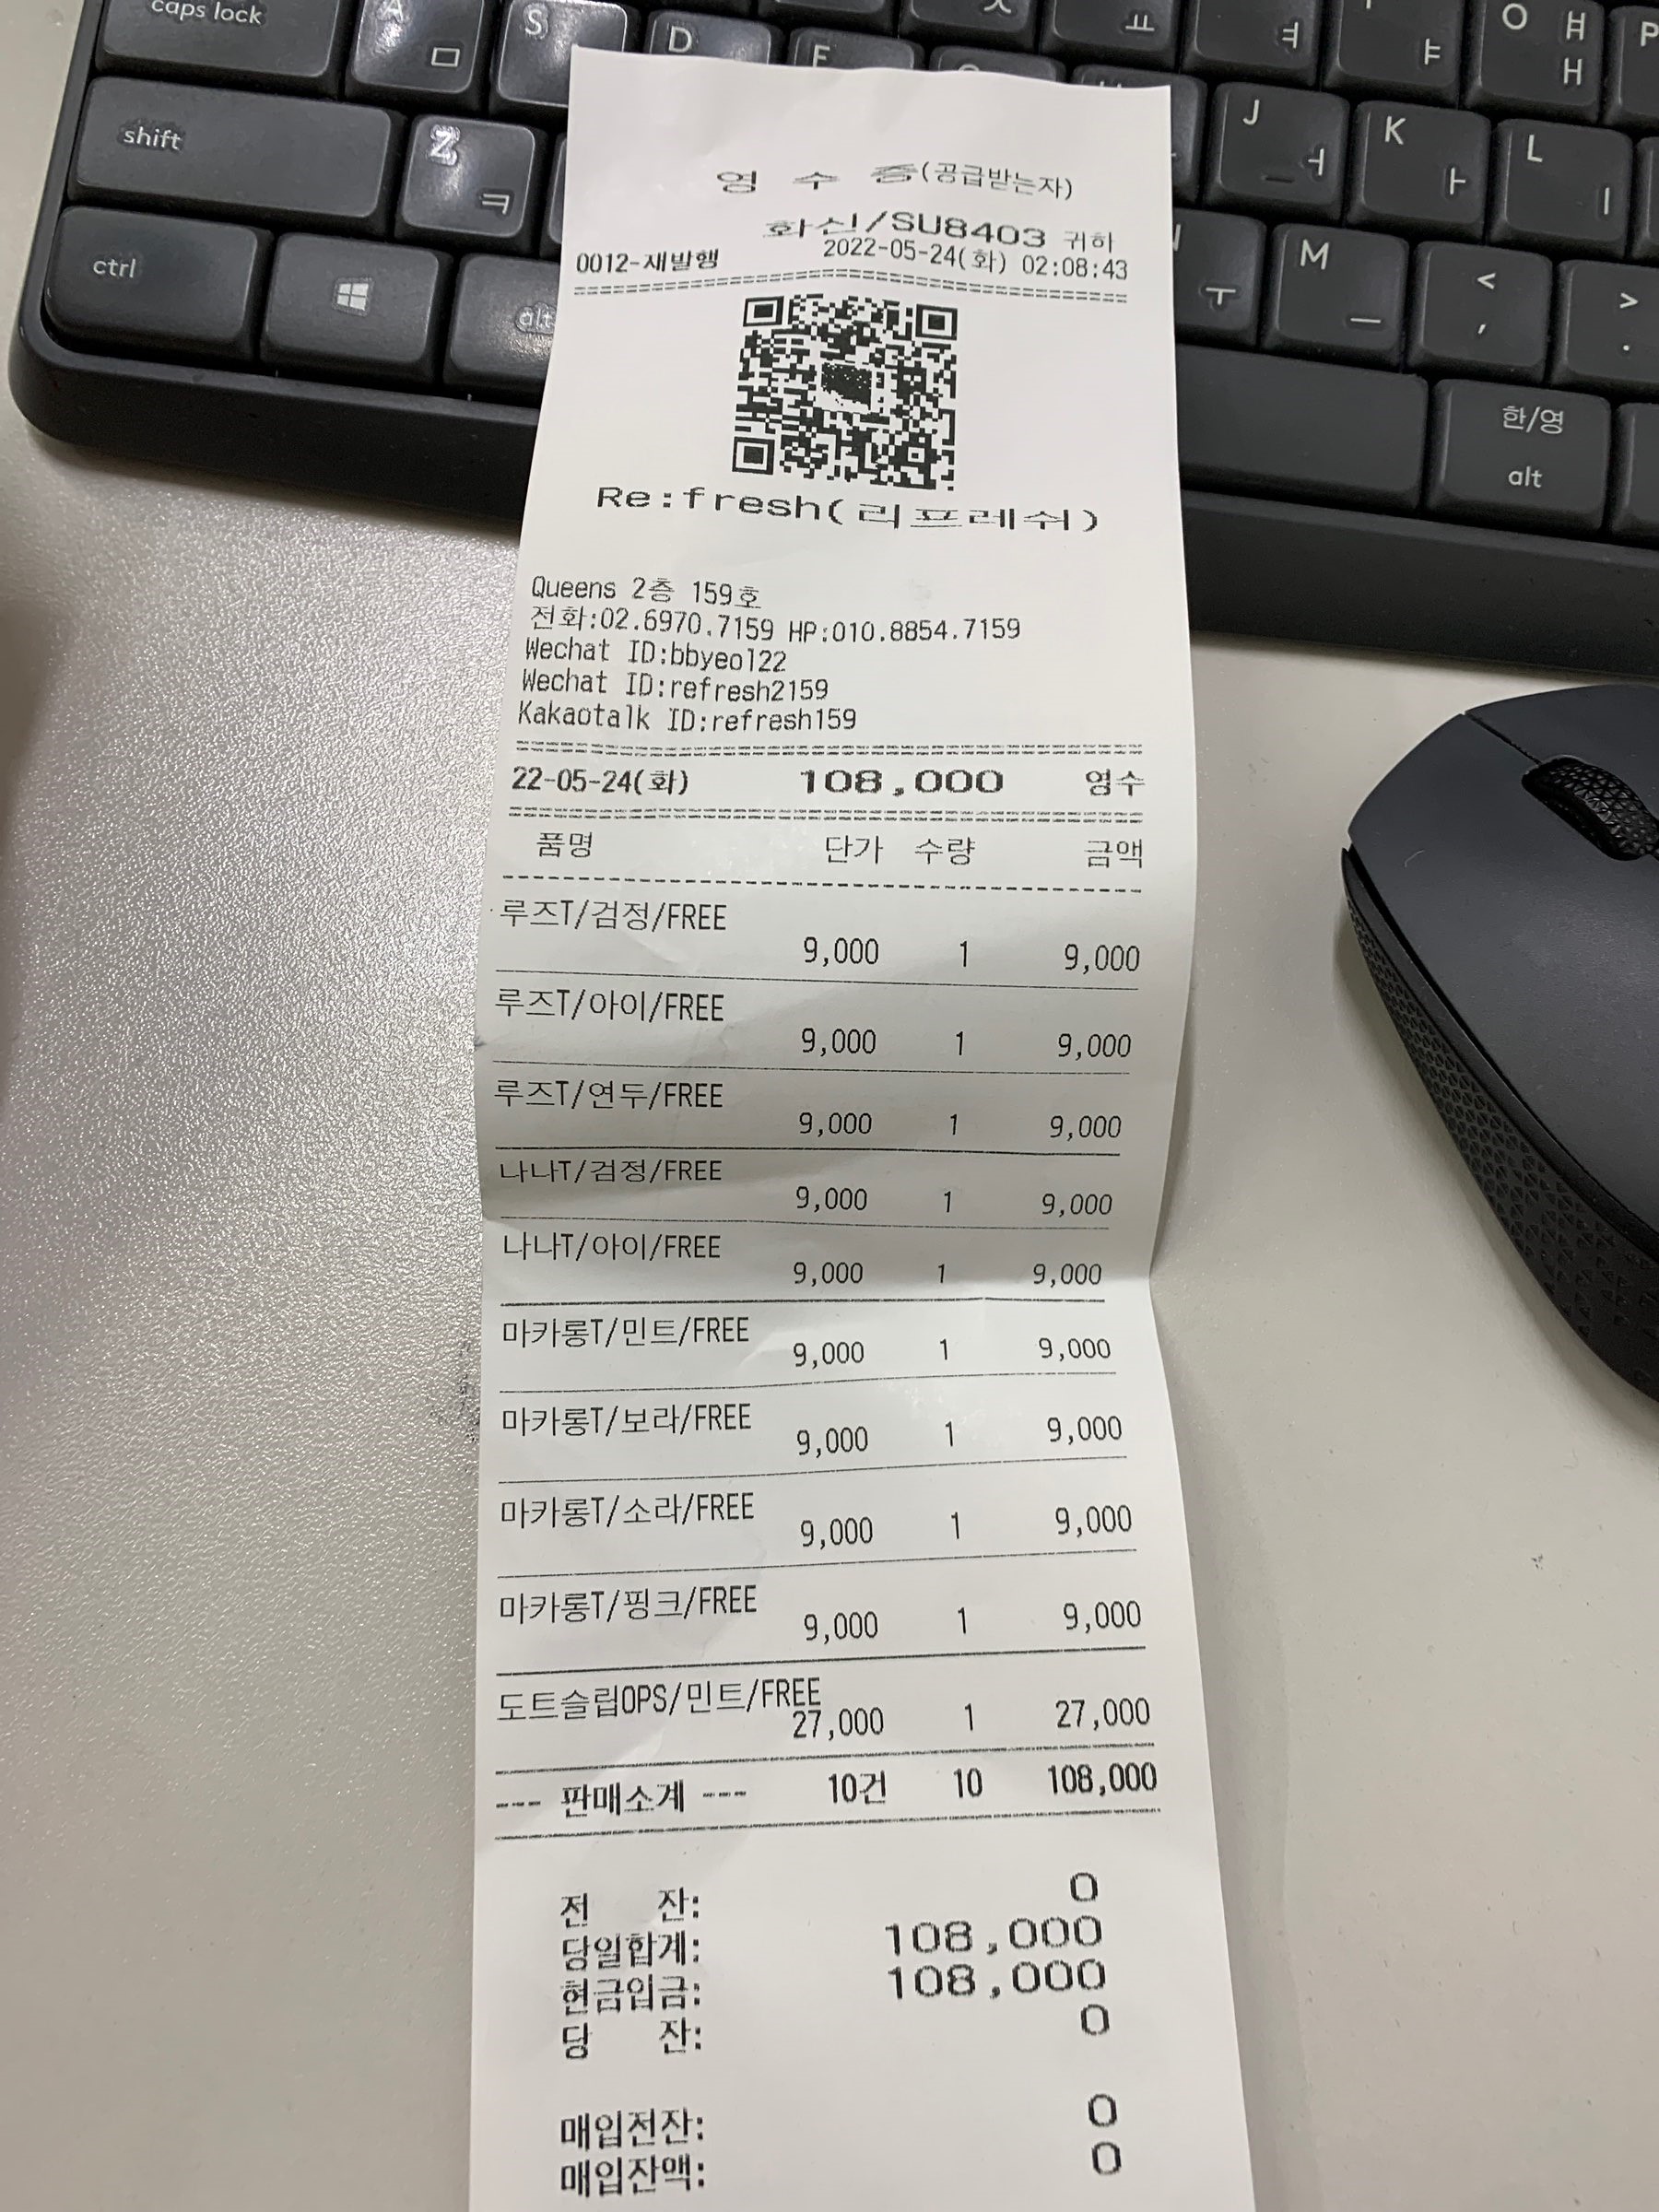 caps lock
A
ㅁ
S
D
F
ㅛ
ㅕ
ㅑ
O ㅐ
ㅒ
P
shift
Z
ㅋ
J
ㅓ
K
ㅏ
L
ㅣ
ctrl
alt
ㅜ
M
ㅡ
<
,
>
.
한/영
alt
영 수 증(공급받는자)
화신/SU8403 귀하
0012-재발행 2022-05-24(화) 02:08:43
Re:fresh(리프레쉬)
Queens 2층 159호
전화:02.6970.7159 HP:010.8854.7159
Wechat ID:bbyeol22
Wechat ID:refresh2159
Kakaotalk ID:refresh159
22-05-24(화) 108,000 영수
품명 단가 수량 금액
루즈T/검정/FREE
9,000 1 9,000
루즈T/아이/FREE
9,000 1 9,000
루즈T/연두/FREE
9,000 1 9,000
나나T/검정/FREE
9,000 1 9,000
나나T/아이/FREE
9,000 1 9,000
마카롱T/민트/FREE
9,000 1 9,000
마카롱T/보라/FREE
9,000 1 9,000
마카롱T/소라/FREE
9,000 1 9,000
마카롱T/핑크/FREE
9,000 1 9,000
도트슬립OPS/민트/FREE
27,000 1 27,000
--- 판매소계 --- 10건 10 108,000
전 잔: 0
당일합계: 108,000
현금입금: 108,000
당 잔: 0
매입전잔: 0
매입잔액: 0